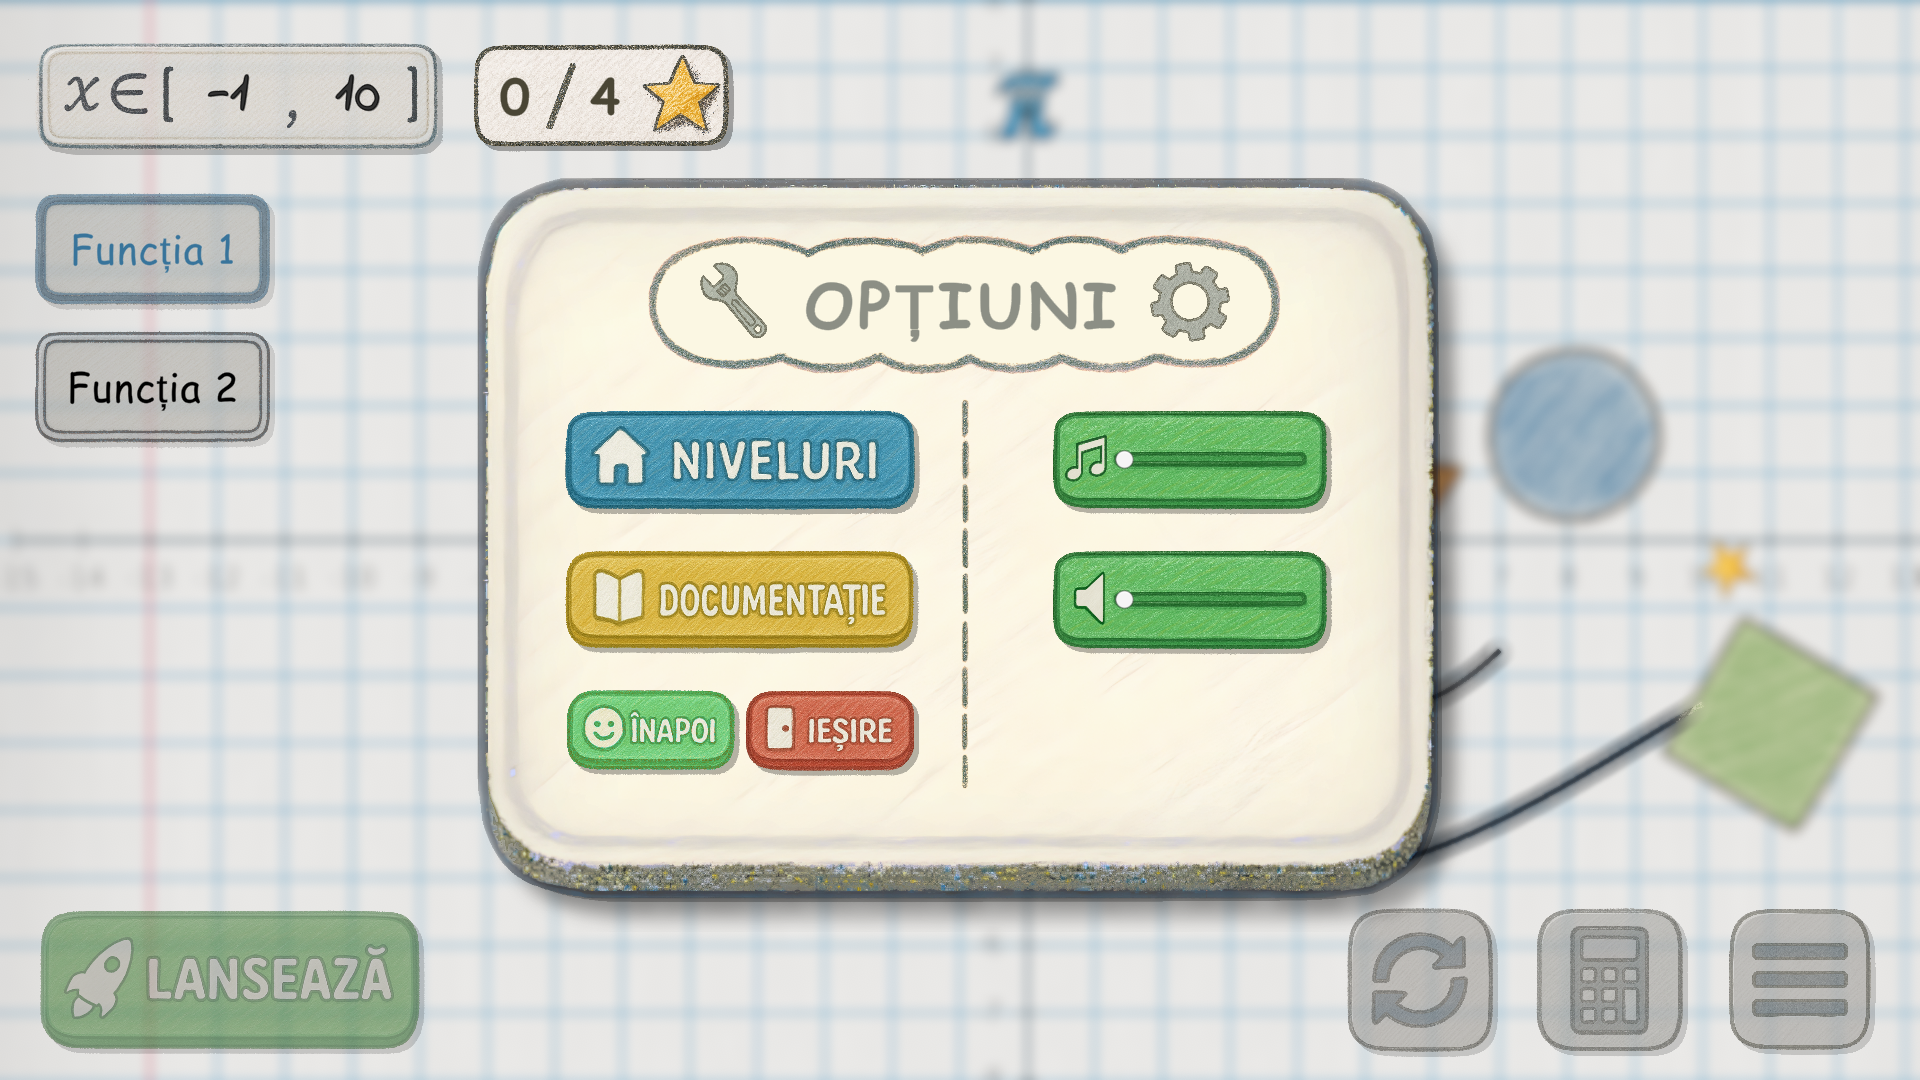 x∈[ -1 , 10 ]
0 / 4
Funcția 1
Funcția 2
OPȚIUNI
NIVELURI
DOCUMENTAȚIE
ÎNAPOI
IEȘIRE
LANSEAZĂ